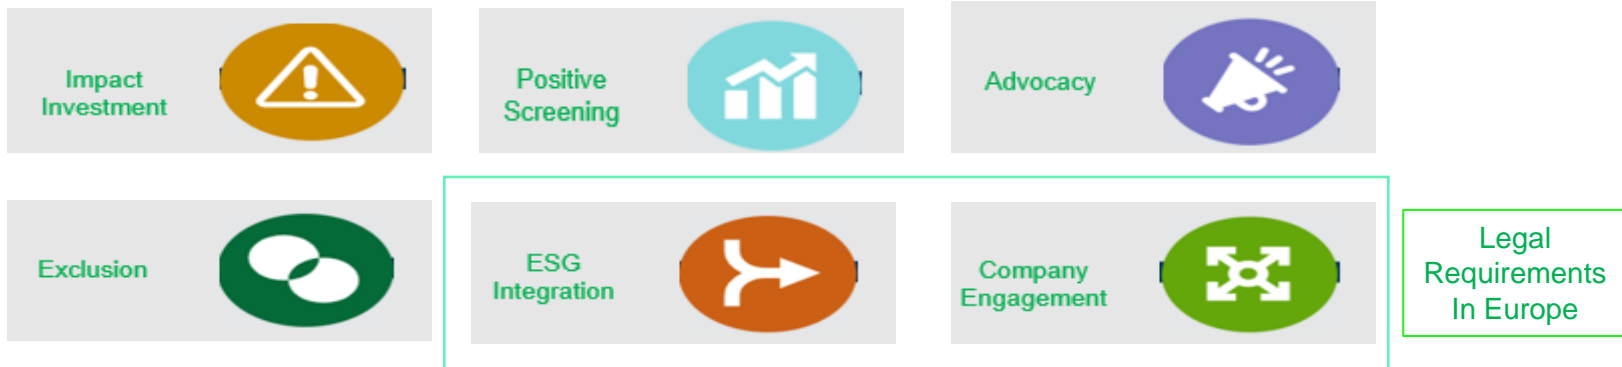 Impact
Investment
Positive
Screening
Advocacy
Exclusion
ESG
Integration
Company
Engagement
Legal
Requirements
In Europe